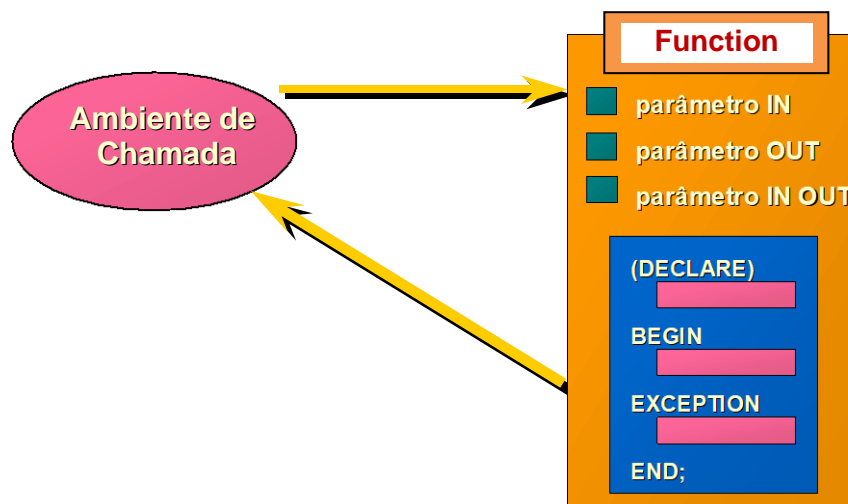 Function
Ambiente de
Chamada
parâmetro IN
parâmetro OUT
parâmetro IN OUT
(DECLARE)
BEGIN
EXCEPTION
END;